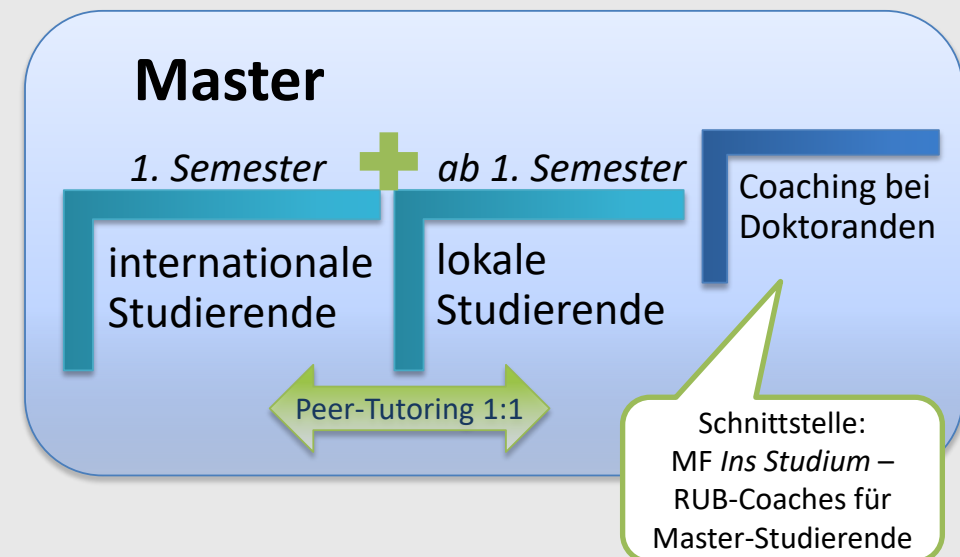 Master
1. Semester
ab 1. Semester
internationale
Studierende
lokale
Studierende
Coaching bei
Doktoranden
Peer-Tutoring 1:1
Schnittstelle:
MF Ins Studium –
RUB-Coaches für
Master-Studierende